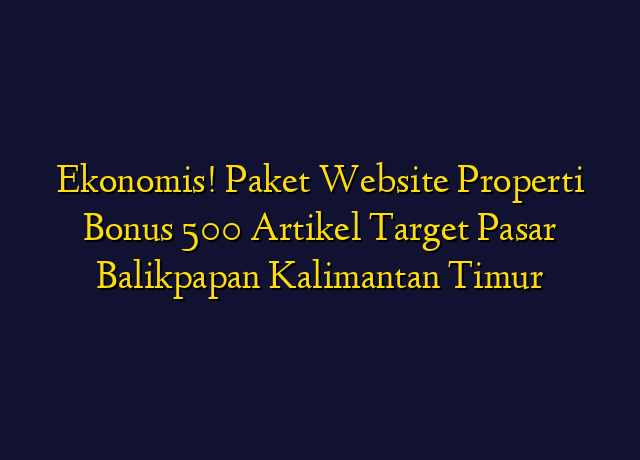 Ekonomis! Paket Website Properti
Bonus 500 Artikel Target Pasar
Balikpapan Kalimantan Timur